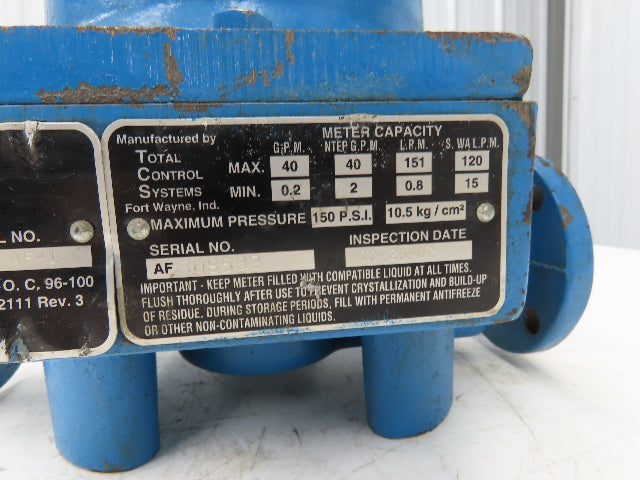 Manufactured by
METER CAPACITY
G.P.M. NTEP G.P.M. L.P.M. S. WA L.P.M.
TOTAL
CONTROL
SYSTEMS
Fort Wayne, Ind.
MAX. 40 40 151 120
MIN. 0.2 2 0.8 15
MAXIMUM PRESSURE 150 P.S.I. 10.5 kg / cm²
SERIAL NO. INSPECTION DATE
AF
IMPORTANT - KEEP METER FILLED WITH COMPATIBLE LIQUID AT ALL TIMES.
FLUSH THOROUGHLY AFTER USE TO PREVENT CRYSTALLIZATION AND BUILD-UP
OF RESIDUE. DURING STORAGE PERIODS, FILL WITH PERMANENT ANTIFREEZE
OR OTHER NON-CONTAMINATING LIQUIDS.
NO.
AF-1
O. C, 96-100
2111 Rev. 3